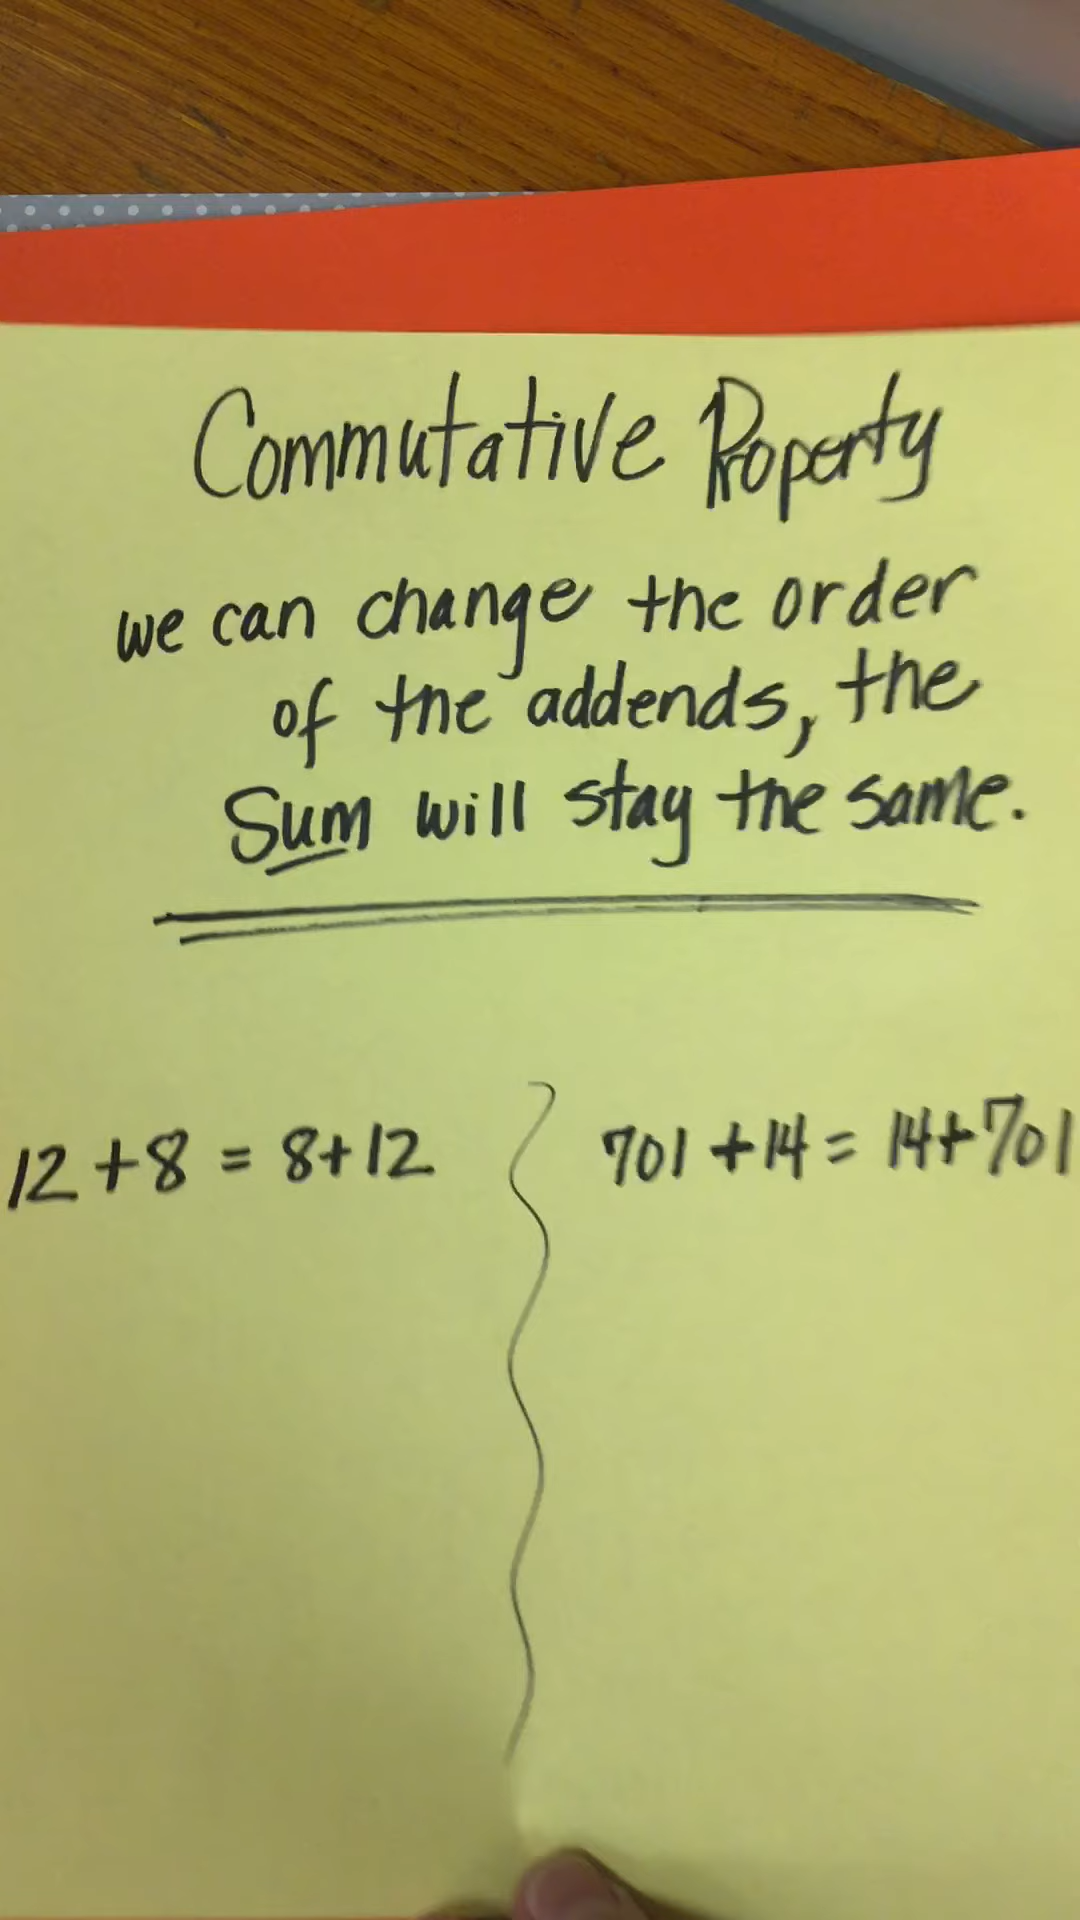 Commutative Property
we can change the order
of the addends, the
Sum will stay the same.
12 + 8 = 8 + 12
701 + 14 = 14 + 701